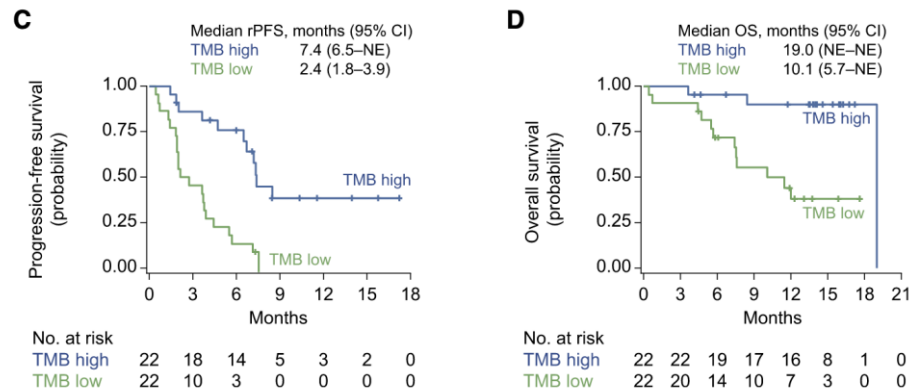 C
Median rPFS, months (95% CI)
TMB high 7.4 (6.5–NE)
TMB low 2.4 (1.8–3.9)
Progression-free survival
(probability)
1.00
0.75
0.50
0.25
0.00
TMB high
TMB low
0 3 6 9 12 15 18
Months
No. at risk
TMB high 22 18 14 5 3 2 0
TMB low 22 10 3 0 0 0 0
D
Median OS, months (95% CI)
TMB high 19.0 (NE–NE)
TMB low 10.1 (5.7–NE)
Overall survival
(probability)
1.00
0.75
0.50
0.25
0.00
TMB high
TMB low
0 3 6 9 12 15 18 21
Months
No. at risk
TMB high 22 22 19 17 16 8 1 0
TMB low 22 20 14 10 7 3 0 0